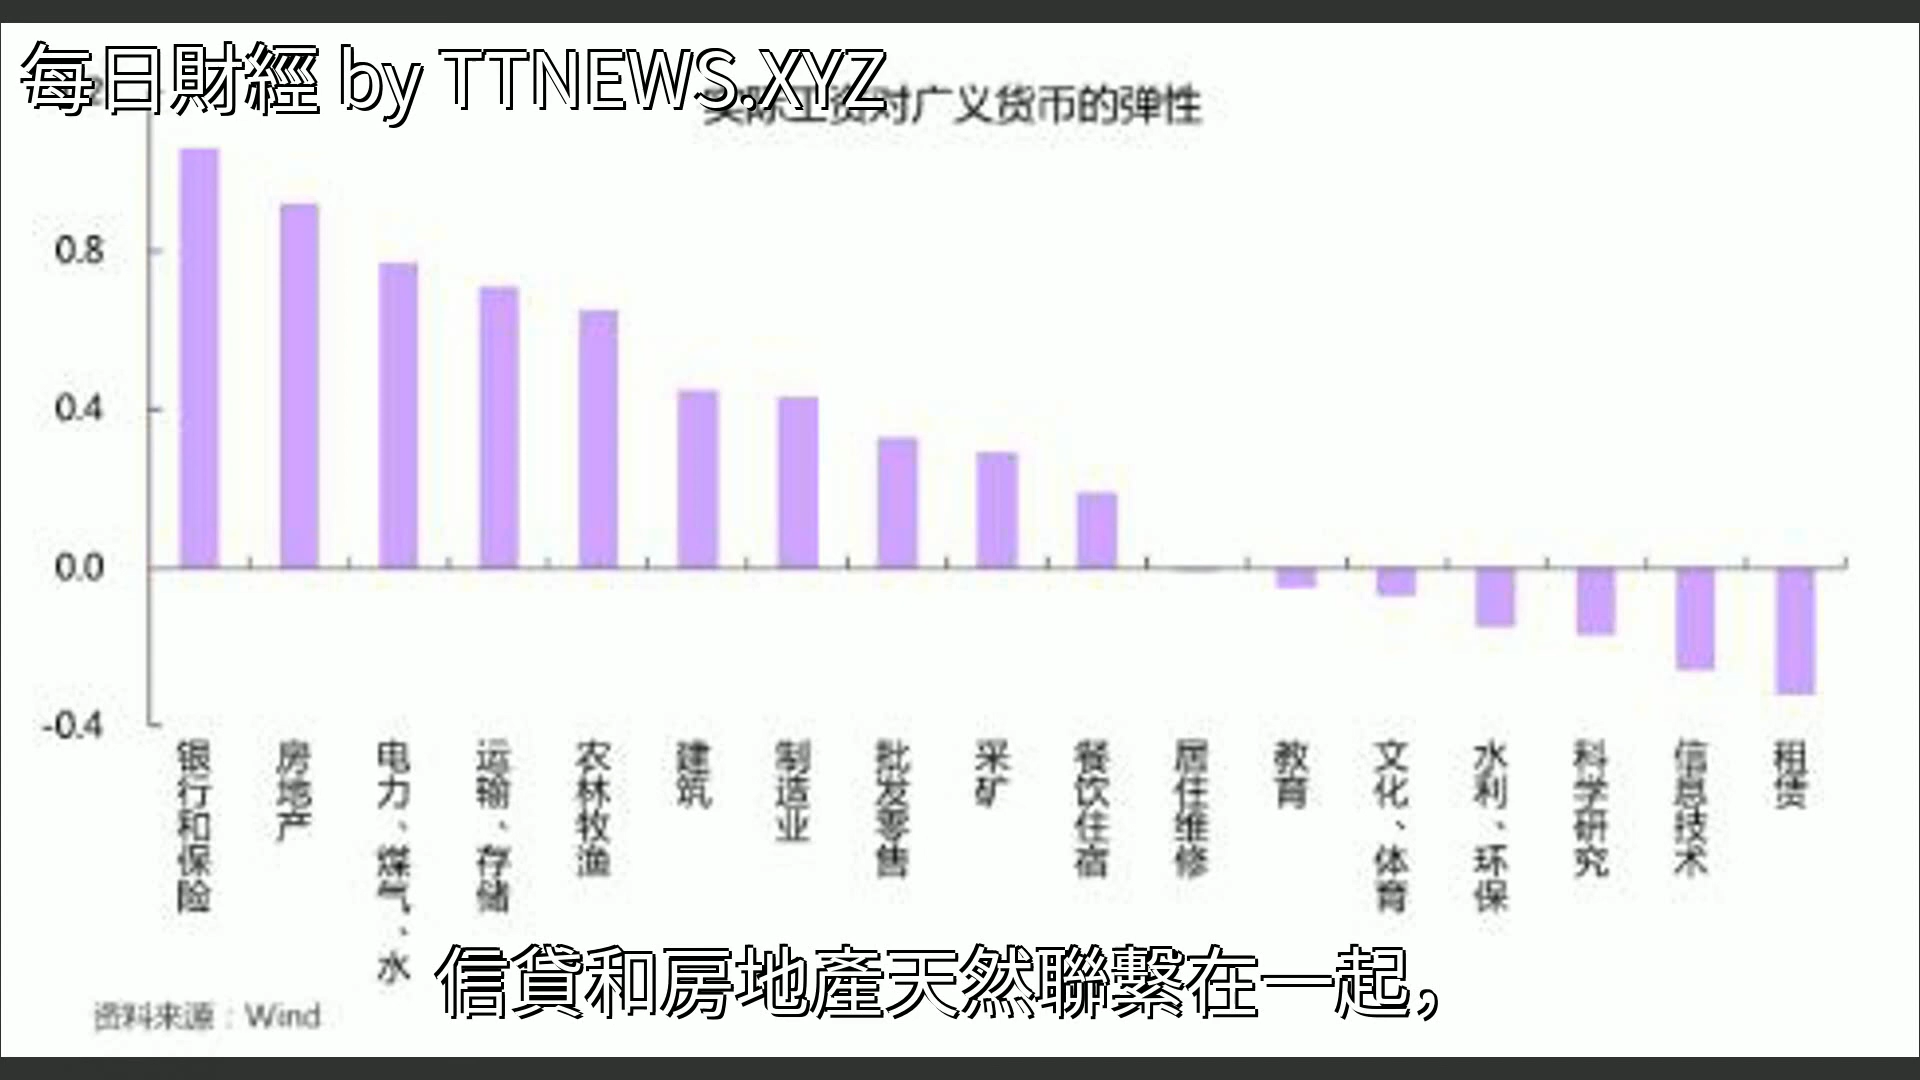 每日財經 by TTNEWS.XYZ
实际工资对广义货币的弹性
0.8
0.4
0.0
-0.4
银行和保险
房地产
电力、煤气、水
运输、存储
农林牧渔
建筑
制造业
批发零售
采矿
餐饮住宿
居住维修
教育
文化、体育
水利、环保
科学研究
信息技术
租赁
信貸和房地產天然聯繫在一起，
资料来源：Wind